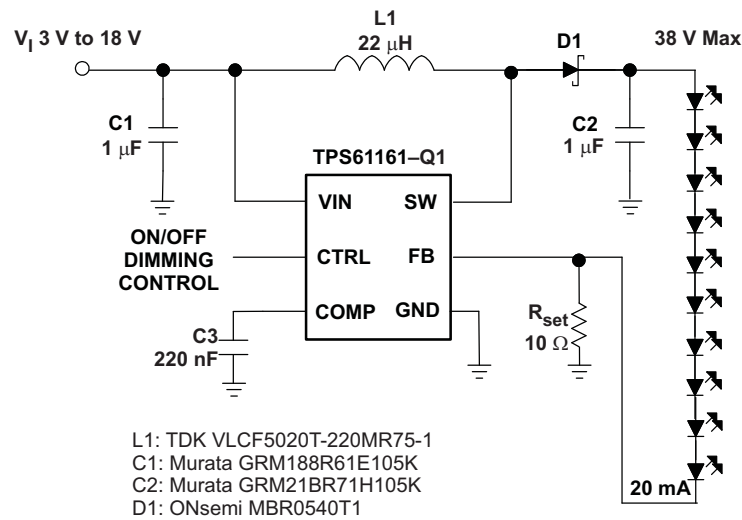 L1
22 μH
V_I 3 V to 18 V
D1
38 V Max
C1
1 μF
C2
1 μF
TPS61161–Q1
VIN
SW
ON/OFF
DIMMING
CONTROL
CTRL
FB
COMP
GND
C3
220 nF
R_set
10 Ω
20 mA
L1: TDK VLCF5020T-220MR75-1
C1: Murata GRM188R61E105K
C2: Murata GRM21BR71H105K
D1: ONsemi MBR0540T1